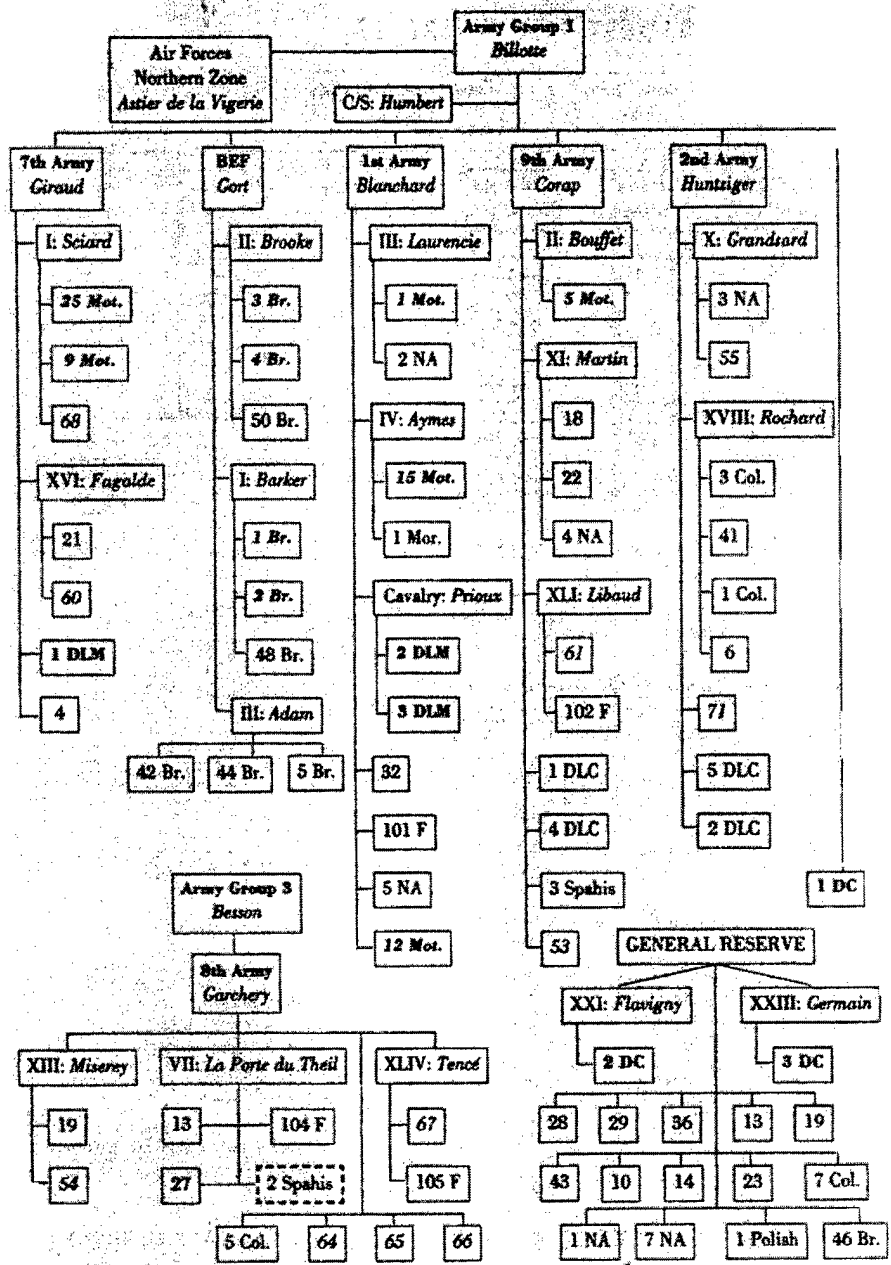 Army Group 1
Billotte
Air Forces
Northern Zone
Astier de la Vigerie
C/S: Humbert
7th Army
Giraud
I: Sciard
25 Mot.
9 Mot.
68
XVI: Fagalde
21
60
1 DLM
4
BEF
Gort
II: Brooke
3 Br.
4 Br.
50 Br.
I: Barker
1 Br.
2 Br.
48 Br.
III: Adam
42 Br.
44 Br.
5 Br.
1st Army
Blanchard
III: Laurencie
1 Mot.
2 NA
IV: Aymes
15 Mot.
1 Mor.
Cavalry: Prioux
2 DLM
3 DLM
32
101 F
5 NA
12 Mot.
9th Army
Corap
II: Bouffet
5 Mot.
XI: Martin
18
22
4 NA
XLI: Libaud
61
102 F
1 DLC
4 DLC
3 Spahis
53
2nd Army
Huntziger
X: Grandsard
3 NA
55
XVIII: Rochard
3 Col.
41
1 Col.
6
71
5 DLC
2 DLC
1 DC
Army Group 3
Besson
8th Army
Garchery
XIII: Miserey
19
54
VII: La Porte du Theil
13
104 F
27
2 Spahis
XLIV: Tencé
67
105 F
5 Col.
64
65
66
GENERAL RESERVE
XXI: Flavigny
2 DC
XXIII: Germain
3 DC
28
29
36
13
19
43
10
14
23
7 Col.
1 NA
7 NA
1 Polish
46 Br.